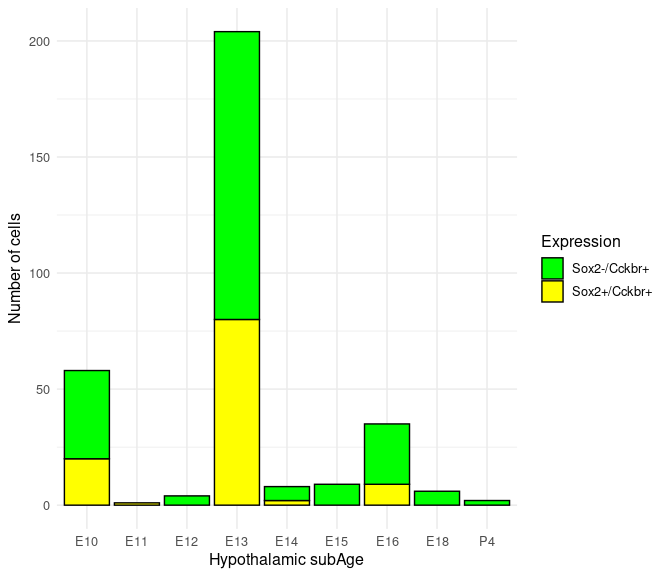 200
150
100
50
0
Number of cells
E10 E11 E12 E13 E14 E15 E16 E18 P4
Hypothalamic subAge
Expression
Sox2-/Cckbr+
Sox2+/Cckbr+